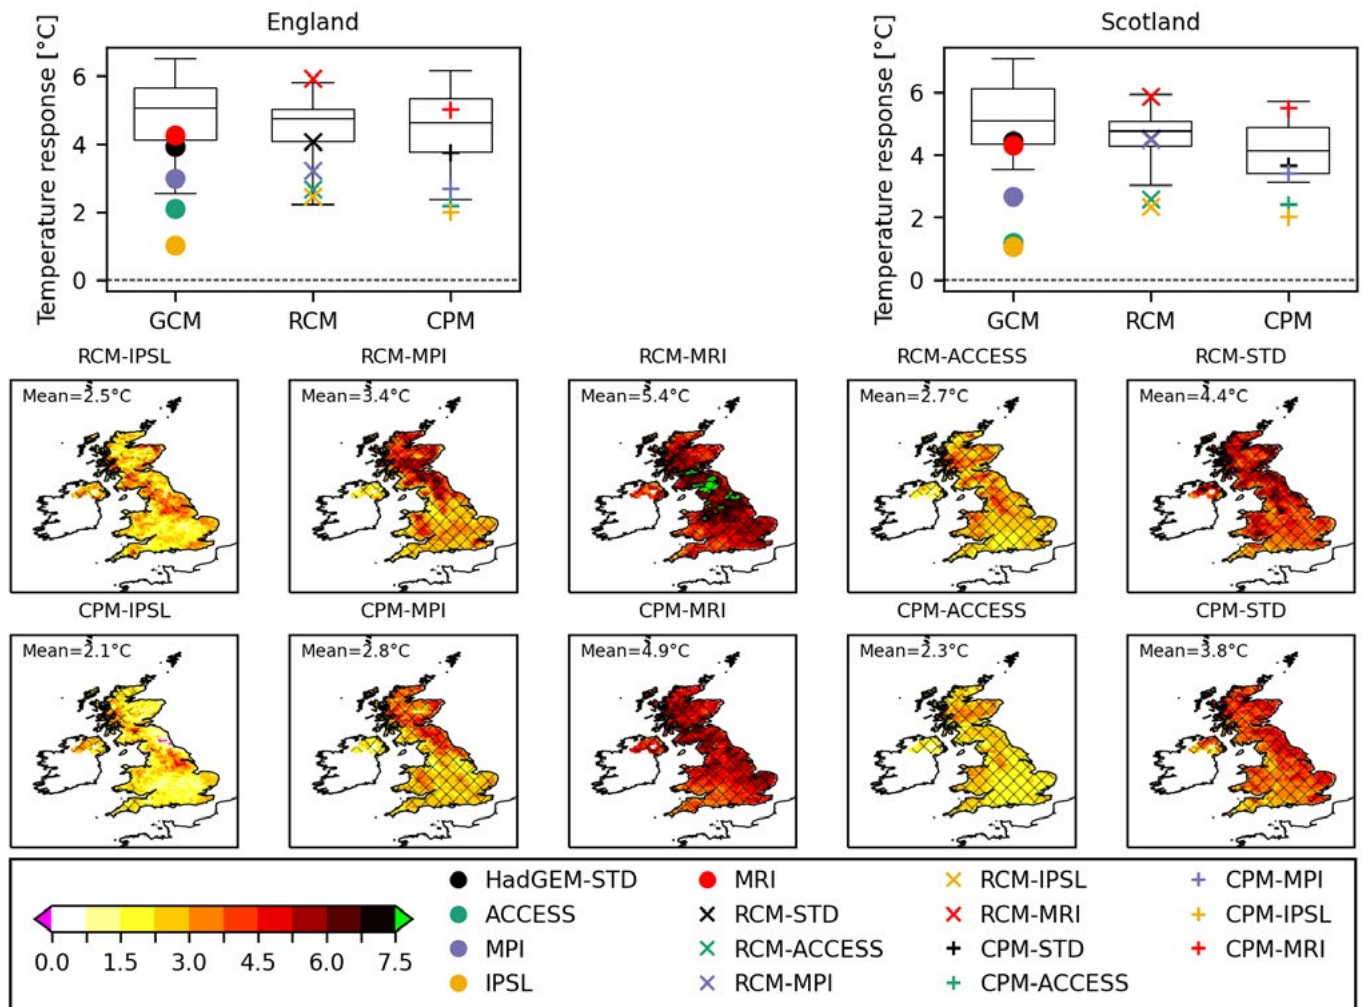 England
Scotland
Temperature response [°C]
6
4
2
0
GCM RCM CPM
Temperature response [°C]
6
4
2
0
GCM RCM CPM
RCM-IPSL RCM-MPI RCM-MRI RCM-ACCESS RCM-STD
Mean=2.5°C Mean=3.4°C Mean=5.4°C Mean=2.7°C Mean=4.4°C
CPM-IPSL CPM-MPI CPM-MRI CPM-ACCESS CPM-STD
Mean=2.1°C Mean=2.8°C Mean=4.9°C Mean=2.3°C Mean=3.8°C
0.0 1.5 3.0 4.5 6.0 7.5
HadGEM-STD MRI RCM-IPSL CPM-MPI
ACCESS RCM-STD RCM-MRI CPM-IPSL
MPI RCM-ACCESS CPM-STD CPM-MRI
IPSL RCM-MPI CPM-ACCESS